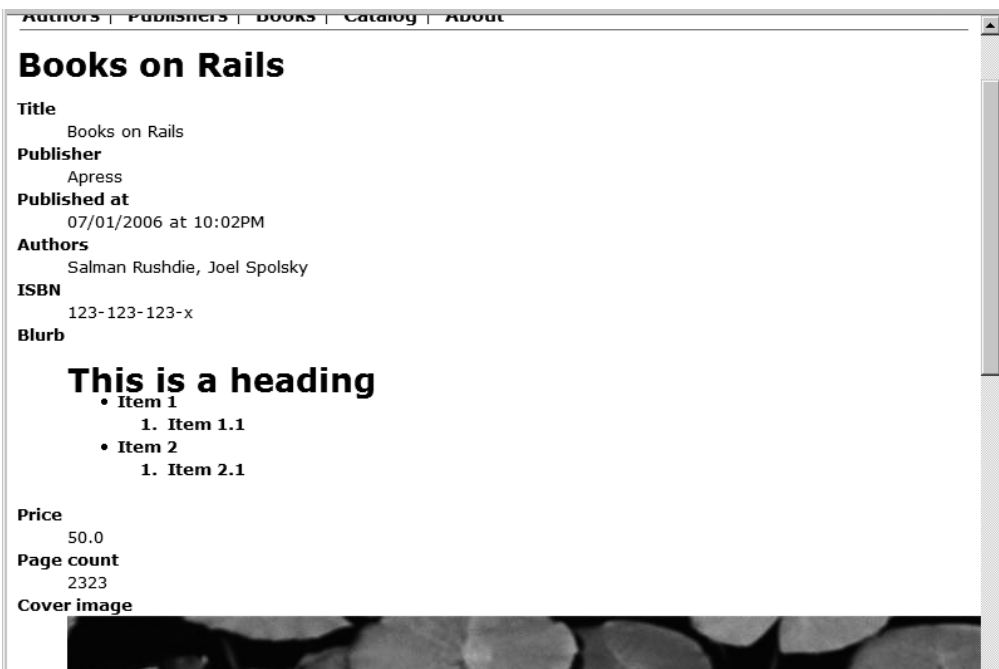 Authors | Publishers | Books | Catalog | About
Books on Rails
Title
Books on Rails
Publisher
Apress
Published at
07/01/2006 at 10:02PM
Authors
Salman Rushdie, Joel Spolsky
ISBN
123-123-123-x
Blurb
This is a heading
• Item 1
1. Item 1.1
• Item 2
1. Item 2.1
Price
50.0
Page count
2323
Cover image